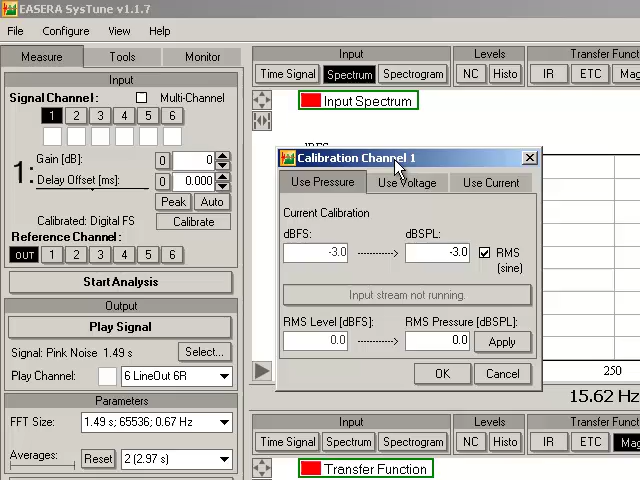 EASERA SysTune v1.1.7
File Configure View Help
Measure Tools Monitor
Input
Signal Channel: Multi-Channel
1 2 3 4 5 6
1: Gain [dB] 0 0
Delay Offset [ms]: 0 0.000
Peak Auto
Calibrated: Digital FS Calibrate
Reference Channel:
OUT 1 2 3 4 5 6
Start Analysis
Output
Play Signal
Signal: Pink Noise 1.49 s Select...
Play Channel: 6 LineOut 6R
Parameters
FFT Size: 1.49 s; 65536; 0.67 Hz
Averages: Reset 2 (2.97 s)
Input Levels Transfer Func
Time Signal Spectrum Spectrogram NC Histo IR ETC Mag
Input Spectrum
dBFS
Calibration Channel 1
Use Pressure Use Voltage Use Current
Current Calibration
dBFS: dBSPL:
-3.0 ----------> -3.0 RMS
(sine)
Input stream not running.
RMS Level [dBFS]: RMS Pressure [dBSPL]:
0.0 ----------> 0.0 Apply
OK Cancel
250
15.62 Hz
Input Levels Transfer Func
Time Signal Spectrum Spectrogram NC Histo IR ETC Mag
Transfer Function